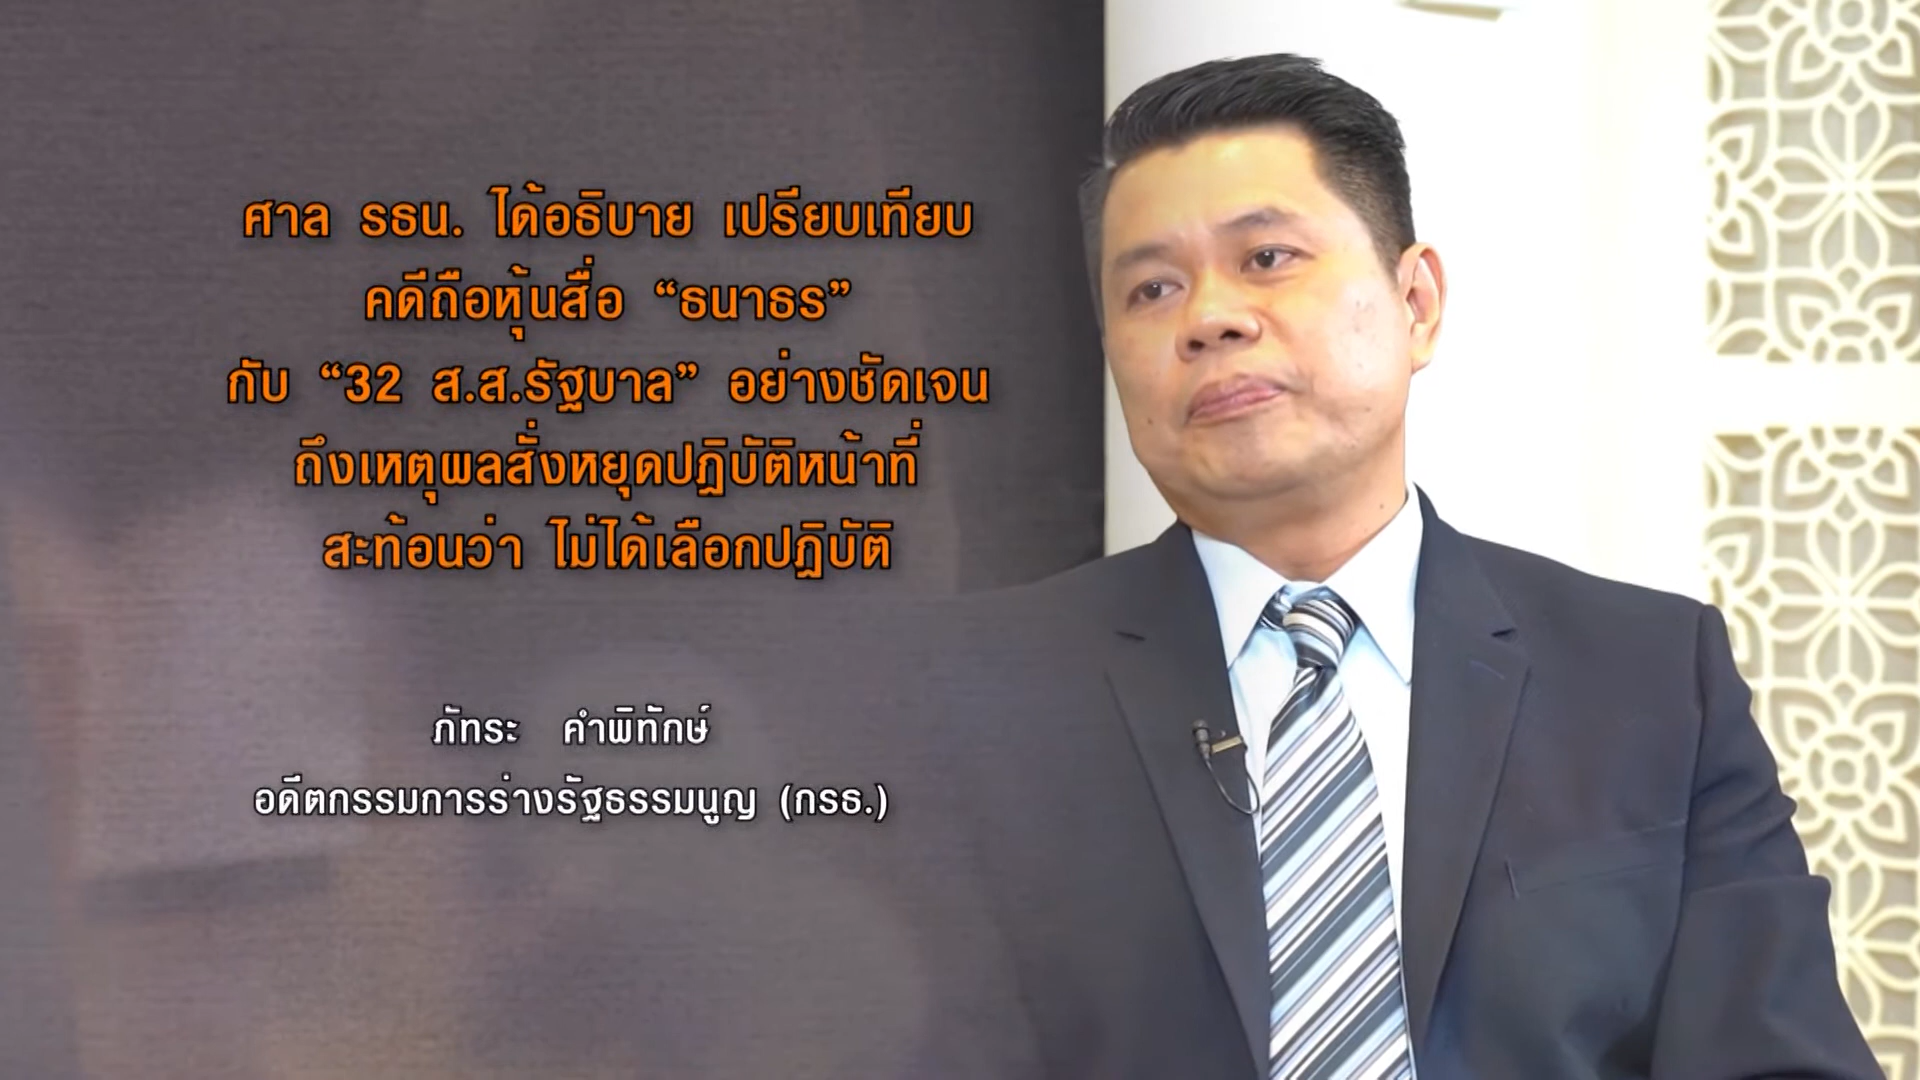 ศาล รธน. ได้อธิบาย เปรียบเทียบ
คดีถือหุ้นสื่อ “ธนาธร”
กับ “32 ส.ส.รัฐบาล” อย่างชัดเจน
ถึงเหตุผลสั่งหยุดปฏิบัติหน้าที่
สะท้อนว่า ไม่ได้เลือกปฏิบัติ
ภัทระ คำพิทักษ์
อดีตกรรมการร่างรัฐธรรมนูญ (กรธ.)